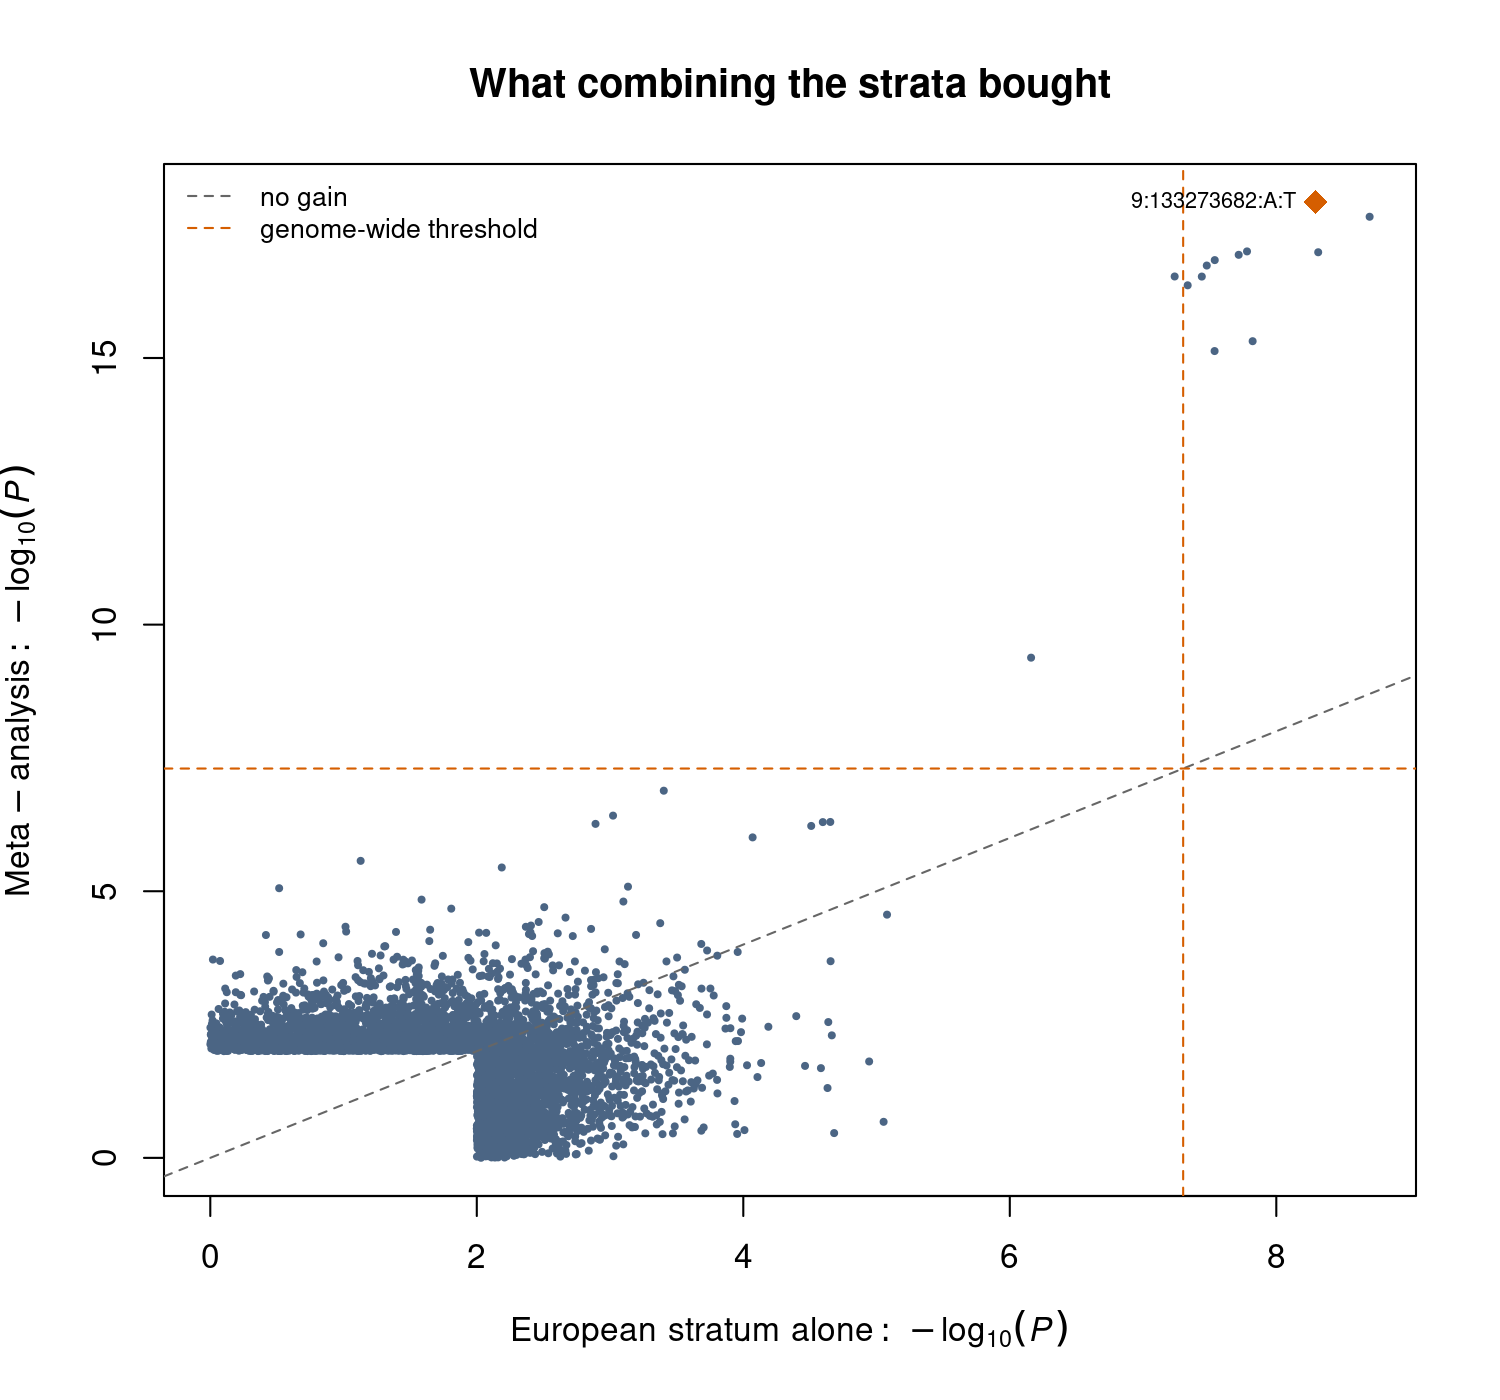 What combining the strata bought
no gain
genome-wide threshold
9:133273682:A:T
Meta − analysis : −log₁₀(P)
15
10
5
0
0 2 4 6 8
European stratum alone : −log₁₀(P)